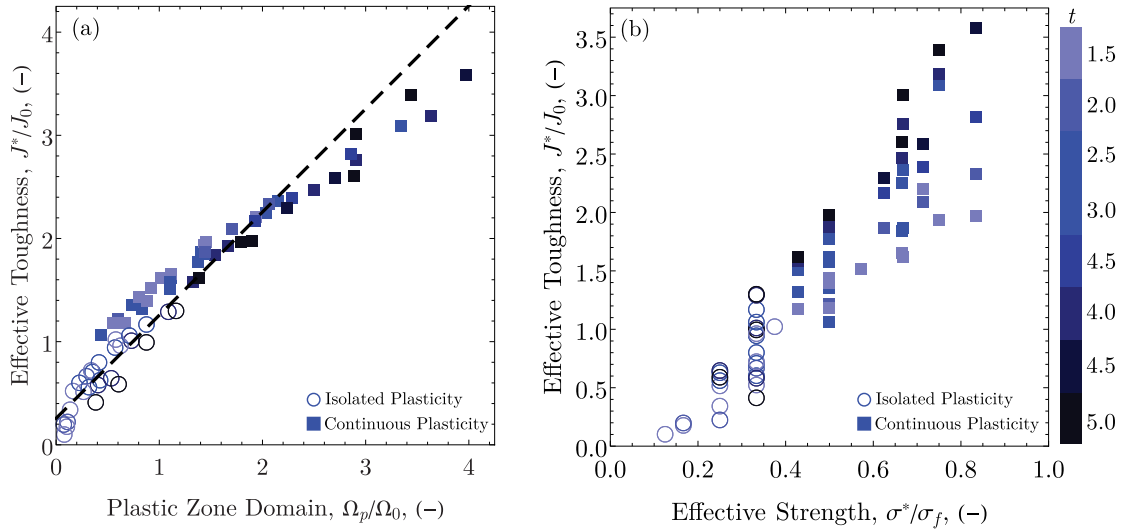 (a)
4
3
2
1
0
0
1
2
3
4
Effective Toughness, J*/J₀, (−)
Plastic Zone Domain, Ωₚ/Ω₀, (−)
Isolated Plasticity
Continuous Plasticity
(b)
3.5
3.0
2.5
2.0
1.5
1.0
0.5
0.0
0.0
0.2
0.4
0.6
0.8
1.0
Effective Toughness, J*/J₀, (−)
Effective Strength, σ*/σ_f, (−)
Isolated Plasticity
Continuous Plasticity
t
1.5
2.0
2.5
3.0
4.5
4.5
5.0